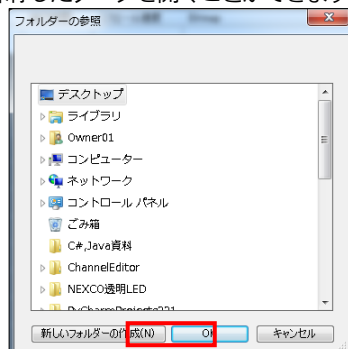 フォルダーの参照
デスクトップ
ライブラリ
Owner01
コンピューター
ネットワーク
コントロール パネル
ごみ箱
C#,Java資料
ChannelEditor
NEXCO透明LED
新しいフォルダーの作成(N)
OK
キャンセル